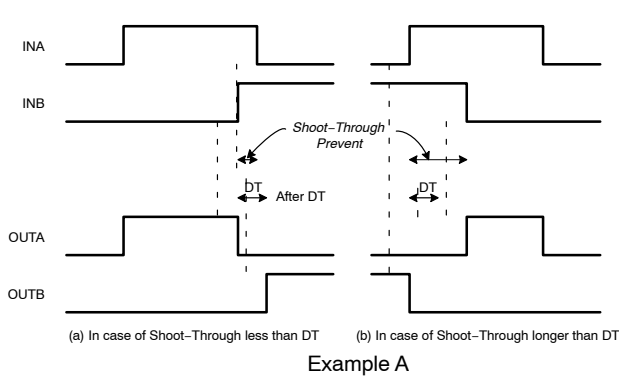 INA
INB
Shoot−Through
Prevent
DT
After DT
DT
OUTA
OUTB
(a) In case of Shoot−Through less than DT
(b) In case of Shoot−Through longer than DT
Example A